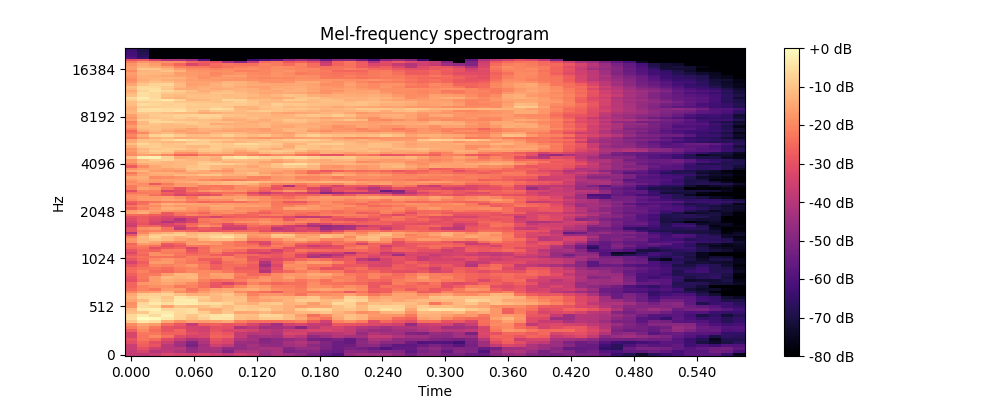 Mel-frequency spectrogram
Hz
16384
8192
4096
2048
1024
512
0
0.000 0.060 0.120 0.180 0.240 0.300 0.360 0.420 0.480 0.540
Time
+0 dB
-10 dB
-20 dB
-30 dB
-40 dB
-50 dB
-60 dB
-70 dB
-80 dB